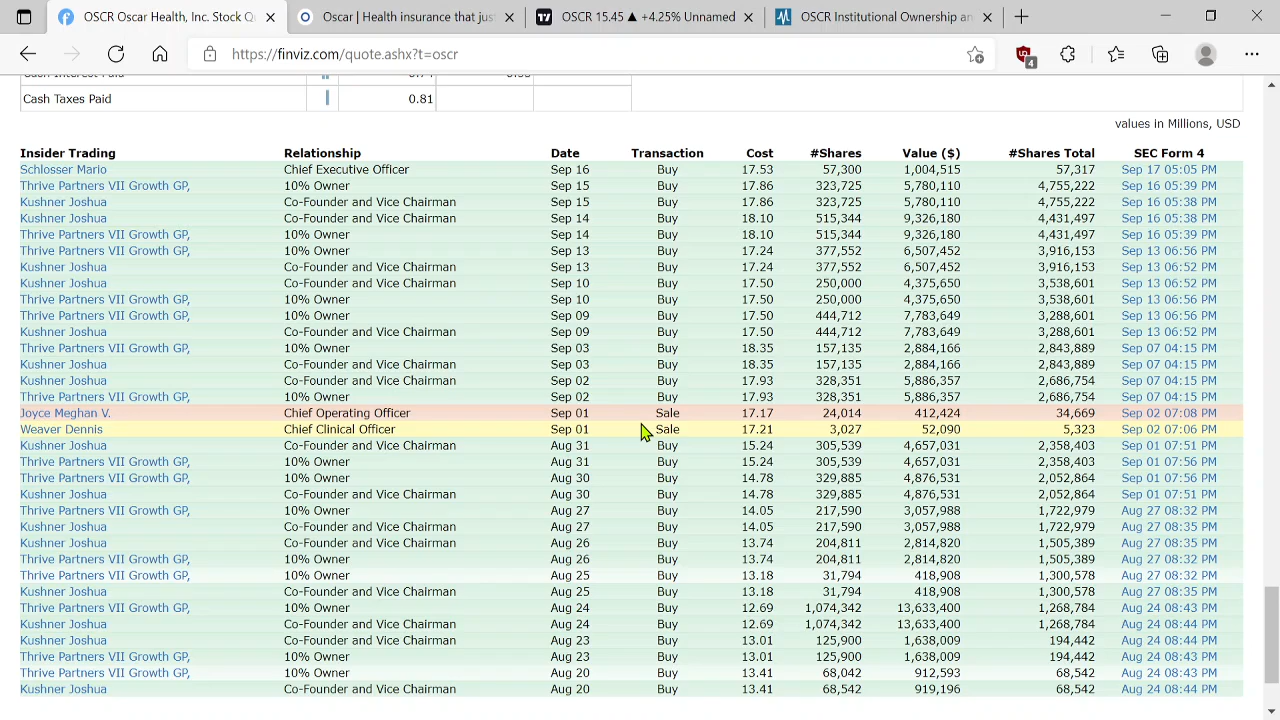 OSCR Oscar Health, Inc. Stock Q
Oscar | Health insurance that jus
OSCR 15.45 ▲ +4.25% Unnamed
OSCR Institutional Ownership an
https://finviz.com/quote.ashx?t=oscr
4
Cash Taxes Paid 0.81
values in Millions, USD
Insider Trading Relationship Date Transaction Cost #Shares Value ($) #Shares Total SEC Form 4
Schlosser Mario Chief Executive Officer Sep 16 Buy 17.53 57,300 1,004,515 57,317 Sep 17 05:05 PM
Thrive Partners VII Growth GP, 10% Owner Sep 15 Buy 17.86 323,725 5,780,110 4,755,222 Sep 16 05:39 PM
Kushner Joshua Co-Founder and Vice Chairman Sep 15 Buy 17.86 323,725 5,780,110 4,755,222 Sep 16 05:38 PM
Kushner Joshua Co-Founder and Vice Chairman Sep 14 Buy 18.10 515,344 9,326,180 4,431,497 Sep 16 05:38 PM
Thrive Partners VII Growth GP, 10% Owner Sep 14 Buy 18.10 515,344 9,326,180 4,431,497 Sep 16 05:39 PM
Thrive Partners VII Growth GP, 10% Owner Sep 13 Buy 17.24 377,552 6,507,452 3,916,153 Sep 13 06:56 PM
Kushner Joshua Co-Founder and Vice Chairman Sep 13 Buy 17.24 377,552 6,507,452 3,916,153 Sep 13 06:52 PM
Kushner Joshua Co-Founder and Vice Chairman Sep 10 Buy 17.50 250,000 4,375,650 3,538,601 Sep 13 06:52 PM
Thrive Partners VII Growth GP, 10% Owner Sep 10 Buy 17.50 250,000 4,375,650 3,538,601 Sep 13 06:56 PM
Thrive Partners VII Growth GP, 10% Owner Sep 09 Buy 17.50 444,712 7,783,649 3,288,601 Sep 13 06:56 PM
Kushner Joshua Co-Founder and Vice Chairman Sep 09 Buy 17.50 444,712 7,783,649 3,288,601 Sep 13 06:52 PM
Thrive Partners VII Growth GP, 10% Owner Sep 03 Buy 18.35 157,135 2,884,166 2,843,889 Sep 07 04:15 PM
Kushner Joshua Co-Founder and Vice Chairman Sep 03 Buy 18.35 157,135 2,884,166 2,843,889 Sep 07 04:15 PM
Kushner Joshua Co-Founder and Vice Chairman Sep 02 Buy 17.93 328,351 5,886,357 2,686,754 Sep 07 04:15 PM
Thrive Partners VII Growth GP, 10% Owner Sep 02 Buy 17.93 328,351 5,886,357 2,686,754 Sep 07 04:15 PM
Joyce Meghan V. Chief Operating Officer Sep 01 Sale 17.17 24,014 412,424 34,669 Sep 02 07:08 PM
Weaver Dennis Chief Clinical Officer Sep 01 Sale 17.21 3,027 52,090 5,323 Sep 02 07:06 PM
Kushner Joshua Co-Founder and Vice Chairman Aug 31 Buy 15.24 305,539 4,657,031 2,358,403 Sep 01 07:51 PM
Thrive Partners VII Growth GP, 10% Owner Aug 31 Buy 15.24 305,539 4,657,031 2,358,403 Sep 01 07:56 PM
Thrive Partners VII Growth GP, 10% Owner Aug 30 Buy 14.78 329,885 4,876,531 2,052,864 Sep 01 07:56 PM
Kushner Joshua Co-Founder and Vice Chairman Aug 30 Buy 14.78 329,885 4,876,531 2,052,864 Sep 01 07:51 PM
Thrive Partners VII Growth GP, 10% Owner Aug 27 Buy 14.05 217,590 3,057,988 1,722,979 Aug 27 08:32 PM
Kushner Joshua Co-Founder and Vice Chairman Aug 27 Buy 14.05 217,590 3,057,988 1,722,979 Aug 27 08:35 PM
Kushner Joshua Co-Founder and Vice Chairman Aug 26 Buy 13.74 204,811 2,814,820 1,505,389 Aug 27 08:35 PM
Thrive Partners VII Growth GP, 10% Owner Aug 26 Buy 13.74 204,811 2,814,820 1,505,389 Aug 27 08:32 PM
Thrive Partners VII Growth GP, 10% Owner Aug 25 Buy 13.18 31,794 418,908 1,300,578 Aug 27 08:32 PM
Kushner Joshua Co-Founder and Vice Chairman Aug 25 Buy 13.18 31,794 418,908 1,300,578 Aug 27 08:35 PM
Thrive Partners VII Growth GP, 10% Owner Aug 24 Buy 12.69 1,074,342 13,633,400 1,268,784 Aug 24 08:43 PM
Kushner Joshua Co-Founder and Vice Chairman Aug 24 Buy 12.69 1,074,342 13,633,400 1,268,784 Aug 24 08:44 PM
Kushner Joshua Co-Founder and Vice Chairman Aug 23 Buy 13.01 125,900 1,638,009 194,442 Aug 24 08:44 PM
Thrive Partners VII Growth GP, 10% Owner Aug 23 Buy 13.01 125,900 1,638,009 194,442 Aug 24 08:43 PM
Thrive Partners VII Growth GP, 10% Owner Aug 20 Buy 13.41 68,042 912,593 68,542 Aug 24 08:43 PM
Kushner Joshua Co-Founder and Vice Chairman Aug 20 Buy 13.41 68,542 919,196 68,542 Aug 24 08:44 PM